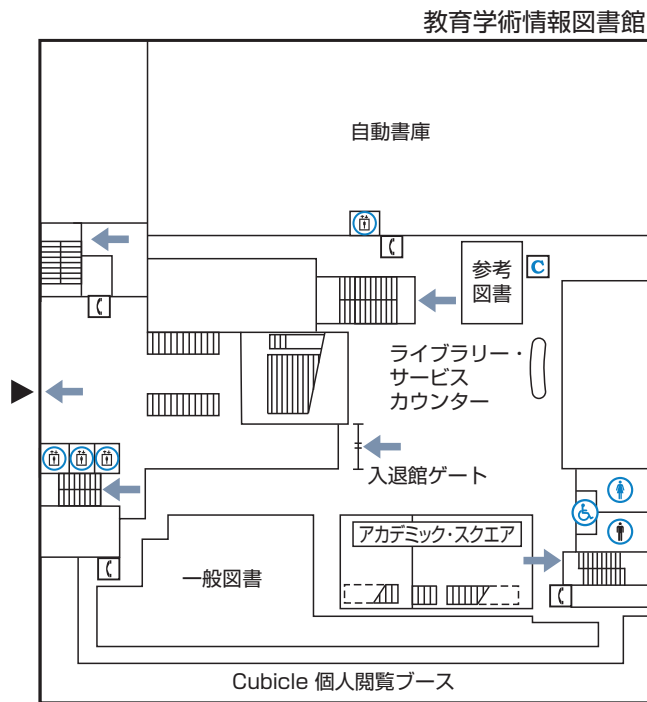 教育学術情報図書館
自動書庫
参考
図書
C
ライブラリー・
サービス
カウンター
入退館ゲート
アカデミック・スクエア
一般図書
Cubicle 個人閲覧ブース